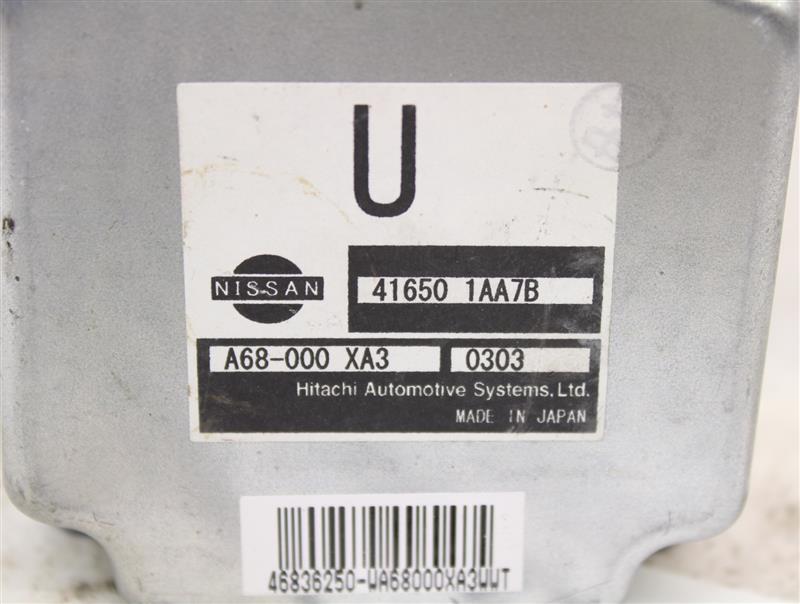 U
NISSAN
41650 1AA7B
A68-000 XA3 0303
Hitachi Automotive Systems, Ltd.
MADE IN JAPAN
46836250-WA68000XA3WWT